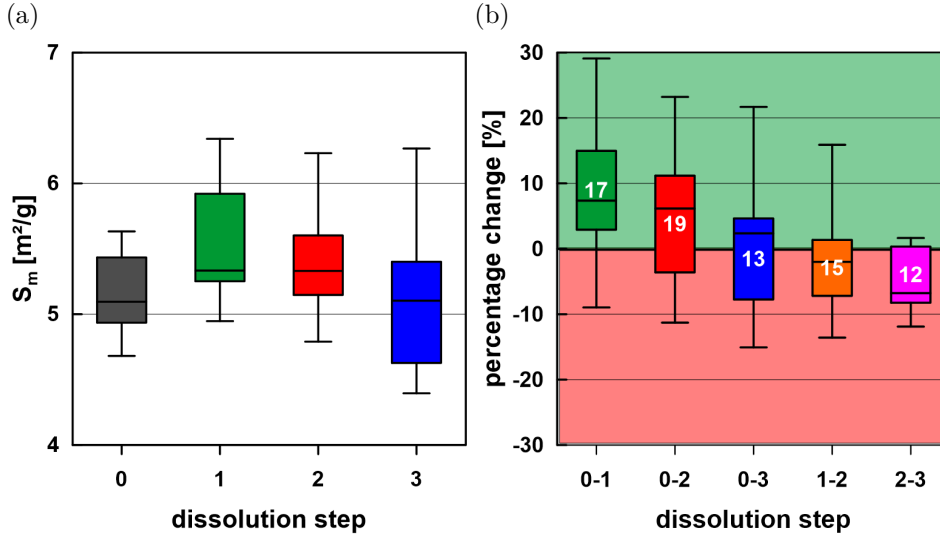 (a)
7
6
5
4
S_m [m²/g]
0 1 2 3
dissolution step
(b)
30
20
10
0
-10
-20
-30
percentage change [%]
17
19
13
15
12
0-1 0-2 0-3 1-2 2-3
dissolution step